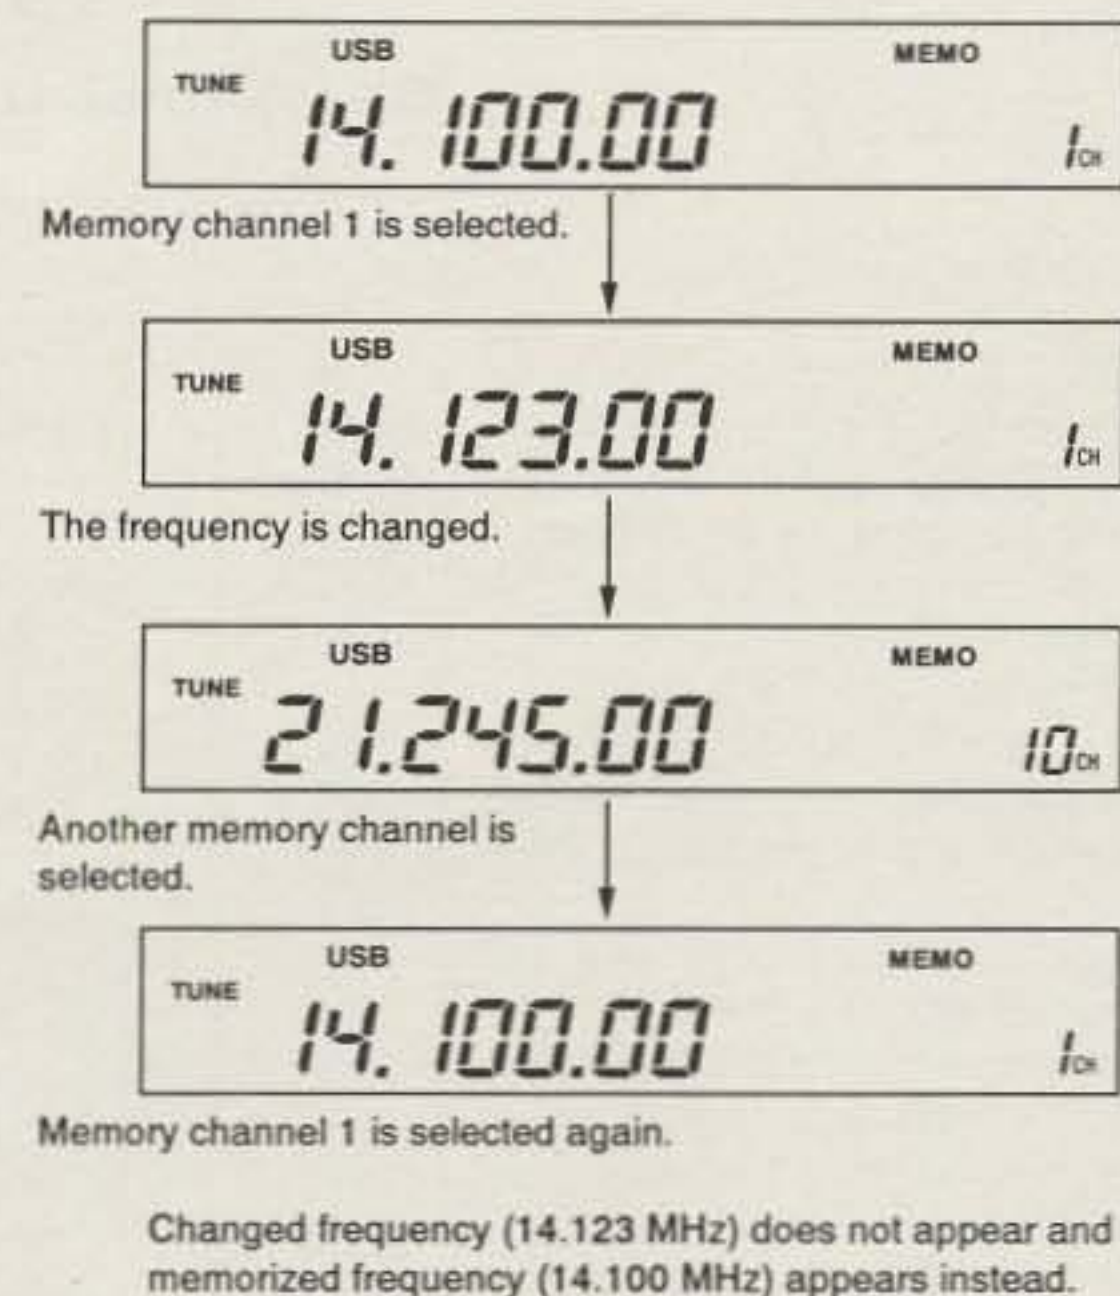 USB MEMO
TUNE
14.100.00 1CH
Memory channel 1 is selected.
USB MEMO
TUNE
14.123.00 1CH
The frequency is changed.
USB MEMO
TUNE
21.245.00 10CH
Another memory channel is
selected.
USB MEMO
TUNE
14.100.00 1CH
Memory channel 1 is selected again.
Changed frequency (14.123 MHz) does not appear and
memorized frequency (14.100 MHz) appears instead.